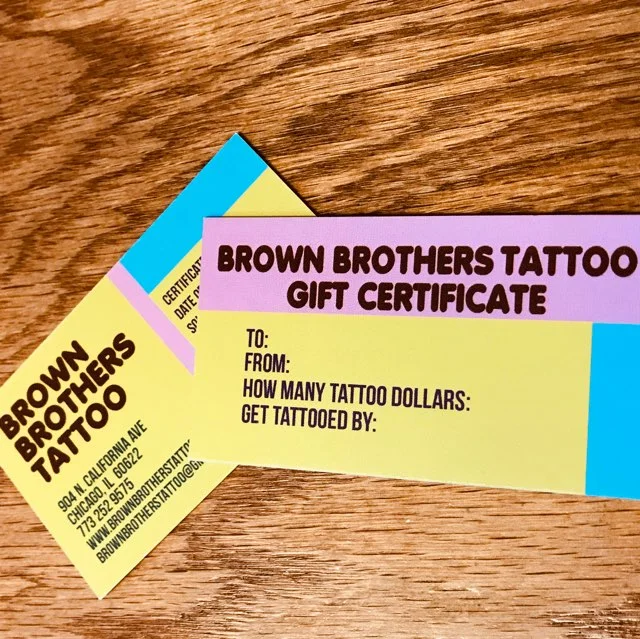 BROWN BROTHERS TATTOO
GIFT CERTIFICATE
TO:
FROM:
HOW MANY TATTOO DOLLARS:
GET TATTOOED BY:
DATE
BROWN
BROTHERS
TATTOO
904 N. CALIFORNIA AVE
CHICAGO, IL 60622
773 252 9575